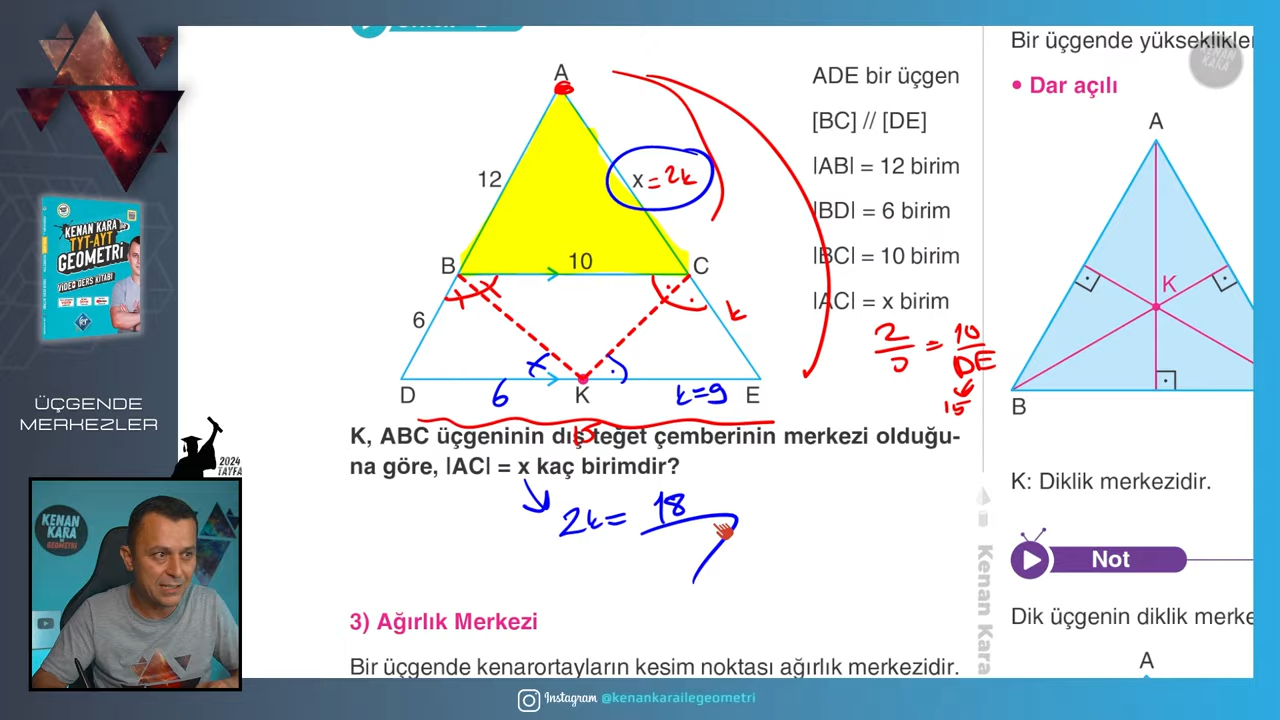 A
12
x = 2k
B
10
C
6
k
D
6
K
k=9
E
15
ADE bir üçgen
[BC] // [DE]
|AB| = 12 birim
|BD| = 6 birim
|BC| = 10 birim
|AC| = x birim
10
DE
15
K, ABC üçgeninin dış teğet çemberinin merkezi olduğu-
na göre, |AC| = x kaç birimdir?
2k = 18
3) Ağırlık Merkezi
Bir üçgende kenarortayların kesim noktası ağırlık merkezidir.
Kenan Kara
Bir üçgende yükseklikler
• Dar açılı
A
K
B
K: Diklik merkezidir.
Not
Dik üçgenin diklik merke
A
KENAN
KARA
KENAN KARA
TYT-AYT
GEOMETRİ
VİDEO DERS KİTABI
ÜÇGENDE
MERKEZLER
2024
TAYFA
KENAN
KARA
GEOMETRİ
Instagram @kenankarailegeometri